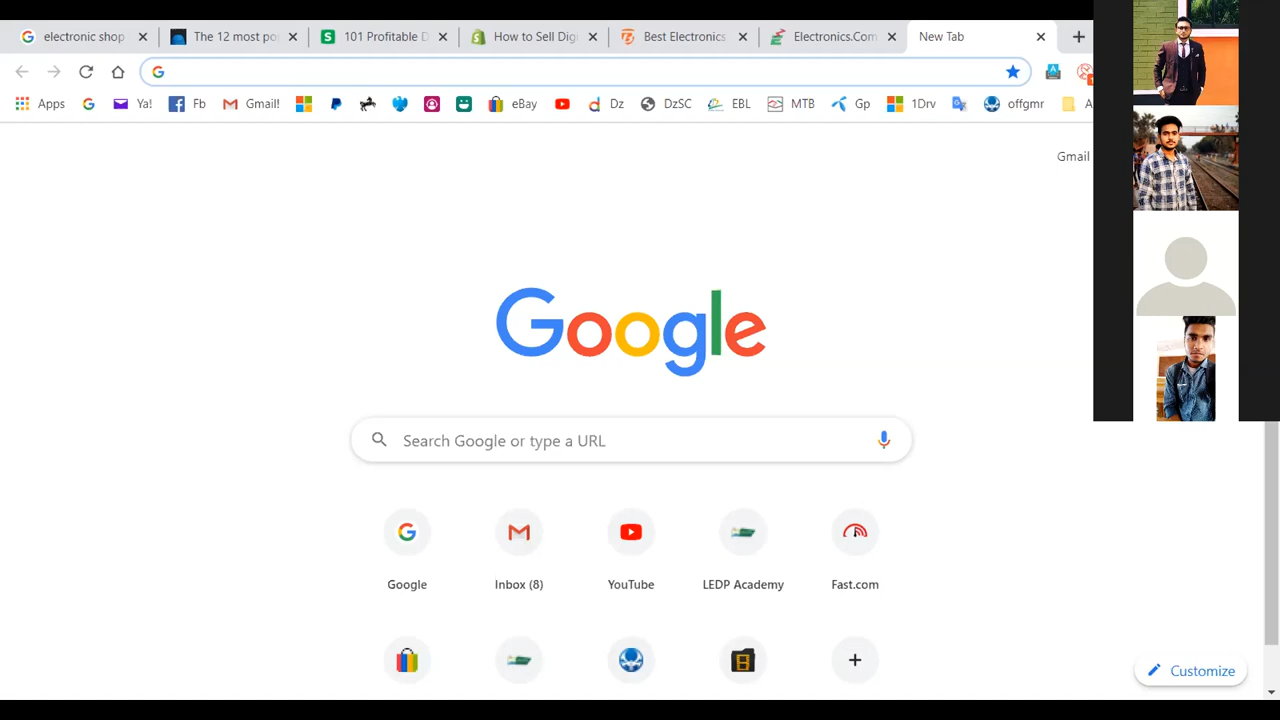 electronic shop
The 12 most po
101 Profitable D
How to Sell Digi
Best Electronics
Electronics.Com
New Tab
Apps
Ya!
Fb
Gmail!
eBay
Dz
DzSC
EBL
MTB
Gp
1Drv
offgmr
A
Gmail
Google
Search Google or type a URL
Google
Inbox (8)
YouTube
LEDP Academy
Fast.com
Customize